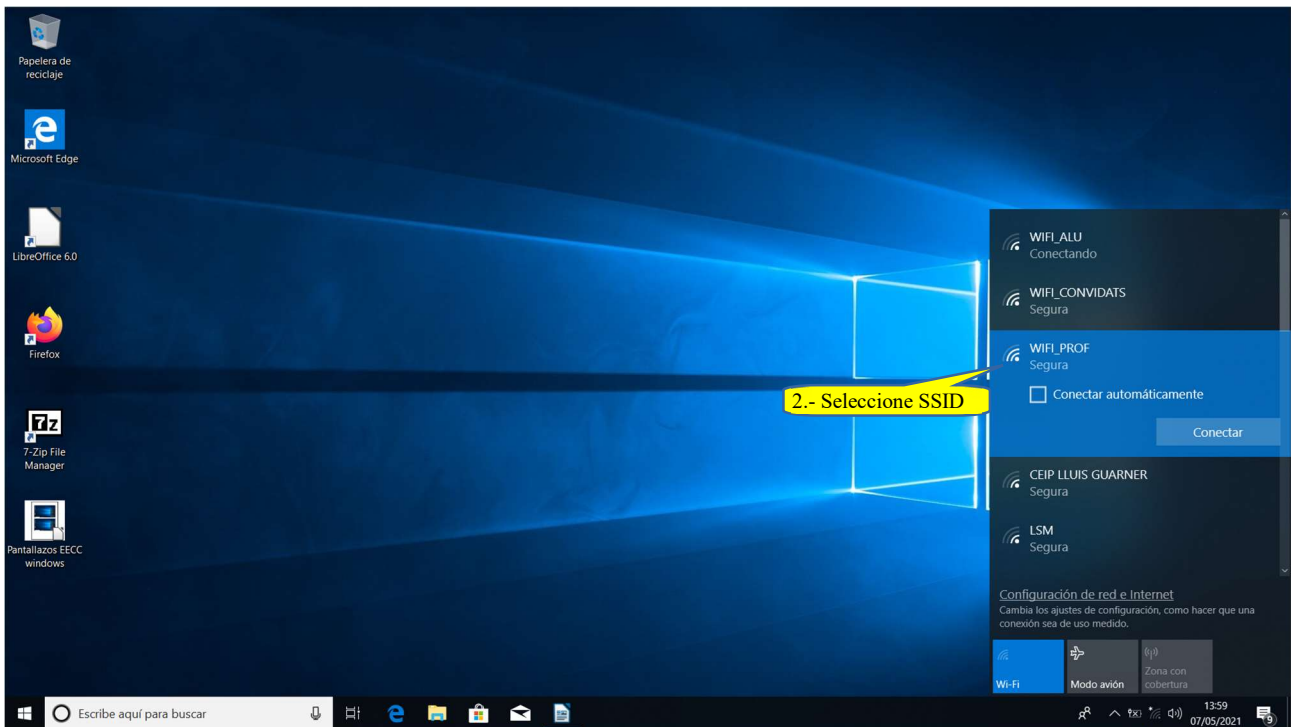 Papelera de
reciclaje
Microsoft Edge
LibreOffice 6.0
Firefox
7z
7-Zip File
Manager
Pantallazos EECC
windows
2.- Seleccione SSID
WIFI_ALU
Conectando
WIFI_CONVIDATS
Segura
WIFI_PROF
Segura
Conectar automáticamente
Conectar
CEIP LLUIS GUARNER
Segura
LSM
Segura
Configuración de red e Internet
Cambia los ajustes de configuración, como hacer que una
conexión sea de uso medido.
Wi-Fi
Modo avión
Zona con
cobertura
Escribe aquí para buscar
13:59
07/05/2021
9